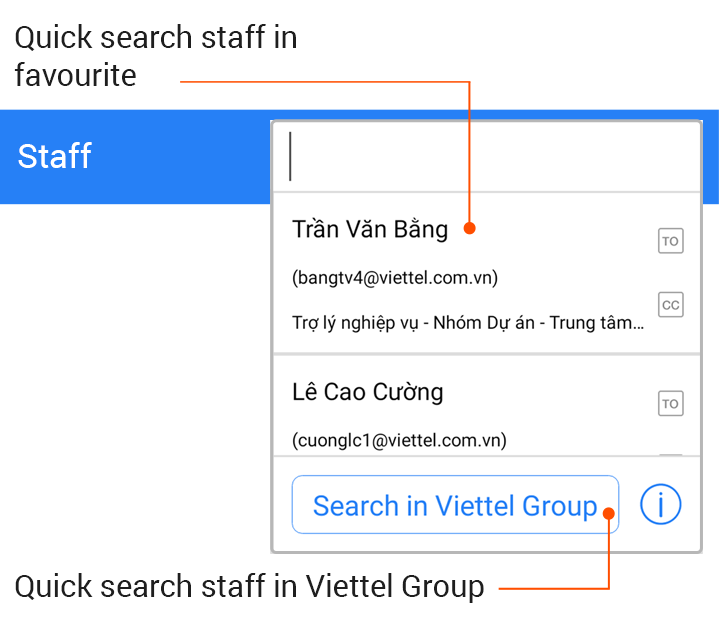 Quick search staff in
favourite
Staff
Trần Văn Bằng
TO
(bangtv4@viettel.com.vn)
CC
Trợ lý nghiệp vụ - Nhóm Dự án - Trung tâm...
Lê Cao Cường
TO
(cuonglc1@viettel.com.vn)
Search in Viettel Group
i
Quick search staff in Viettel Group